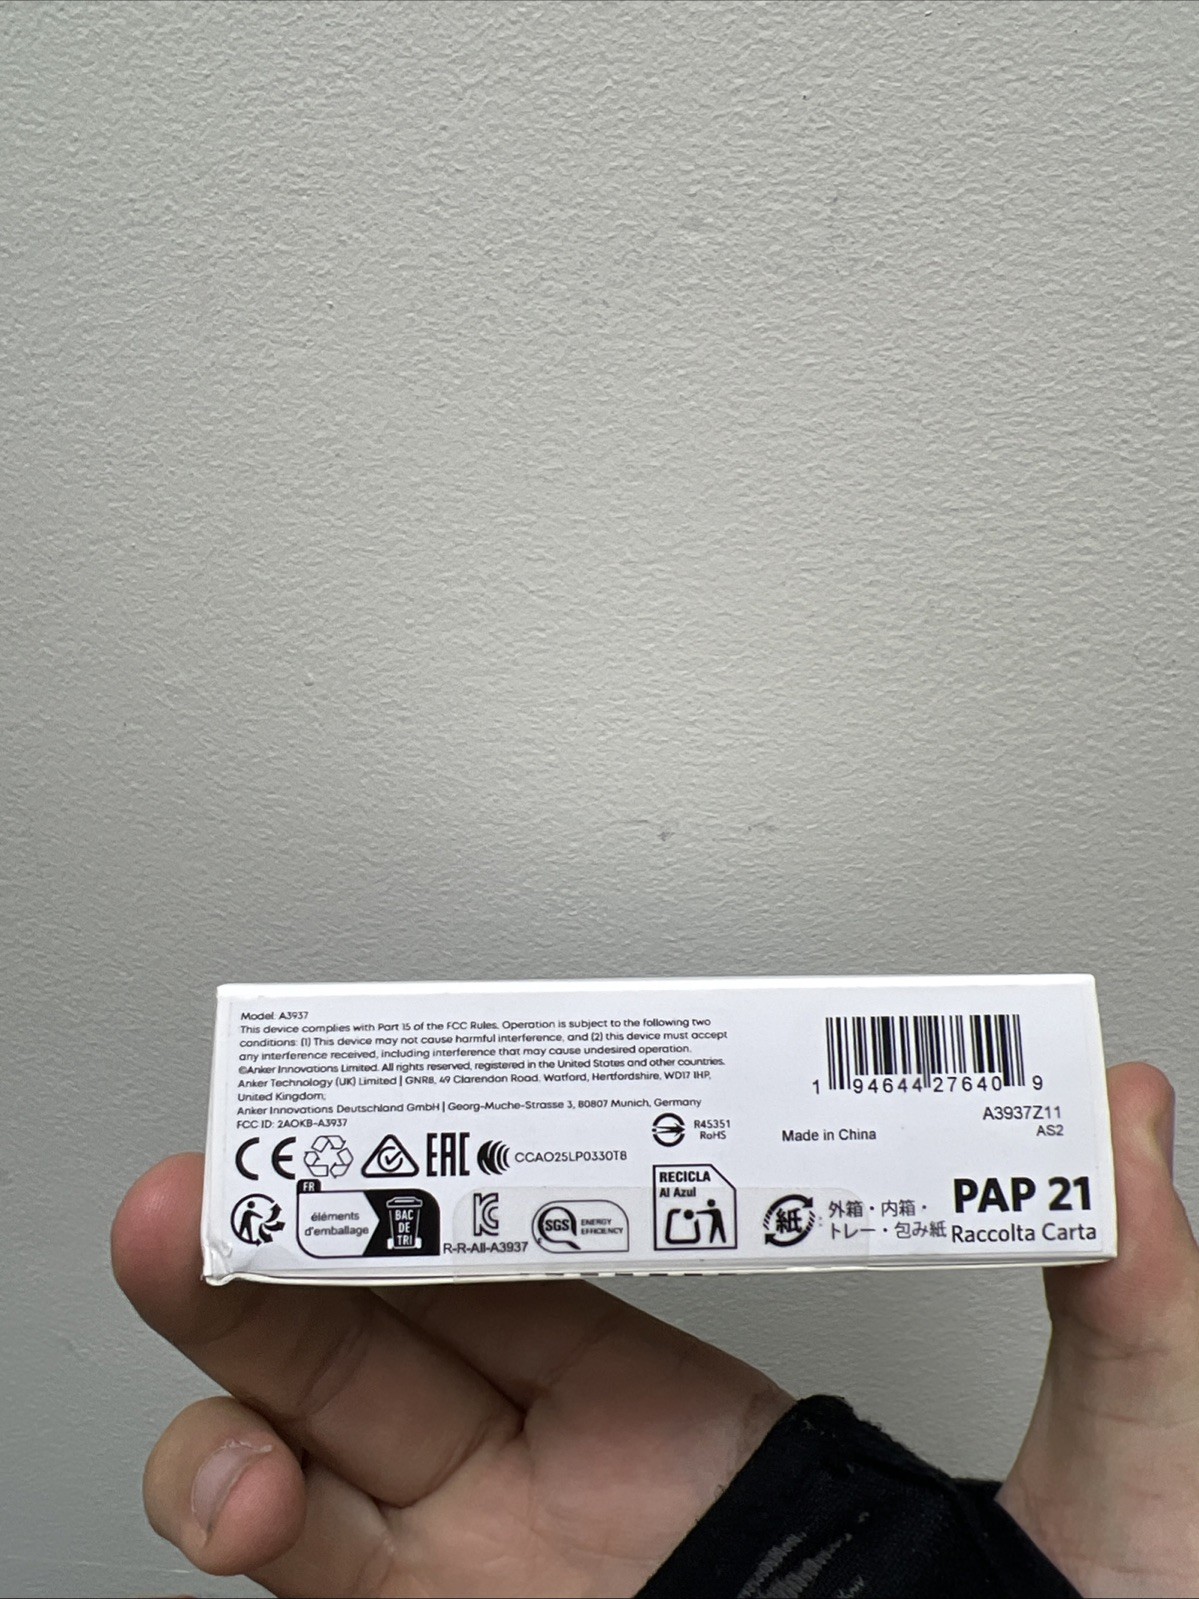 Model: A3937
This device complies with Part 15 of the FCC Rules. Operation is subject to the following two
conditions: (1) This device may not cause harmful interference, and (2) this device must accept
any interference received, including interference that may cause undesired operation.
©Anker Innovations Limited. All rights reserved, registered in the United States and other countries.
Anker Technology (UK) Limited | GNR8, 49 Clarendon Road, Watford, Hertfordshire, WD17 1HP,
United Kingdom;
Anker Innovations Deutschland GmbH | Georg-Muche-Strasse 3, 80807 Munich, Germany
FCC ID: 2AOKB-A3937
1 94644 27640 9
A3937Z11
AS2
R45351
RoHS
Made in China
CE
EAC
CCAO25LP0330T8
FR
éléments
d'emballage
BAC
DE
TRI
R-R-All-A3937
SGS
ENERGY
EFFICIENCY
RECICLA
Al Azul
紙
外箱・内箱・
トレー・包み紙
PAP 21
Raccolta Carta